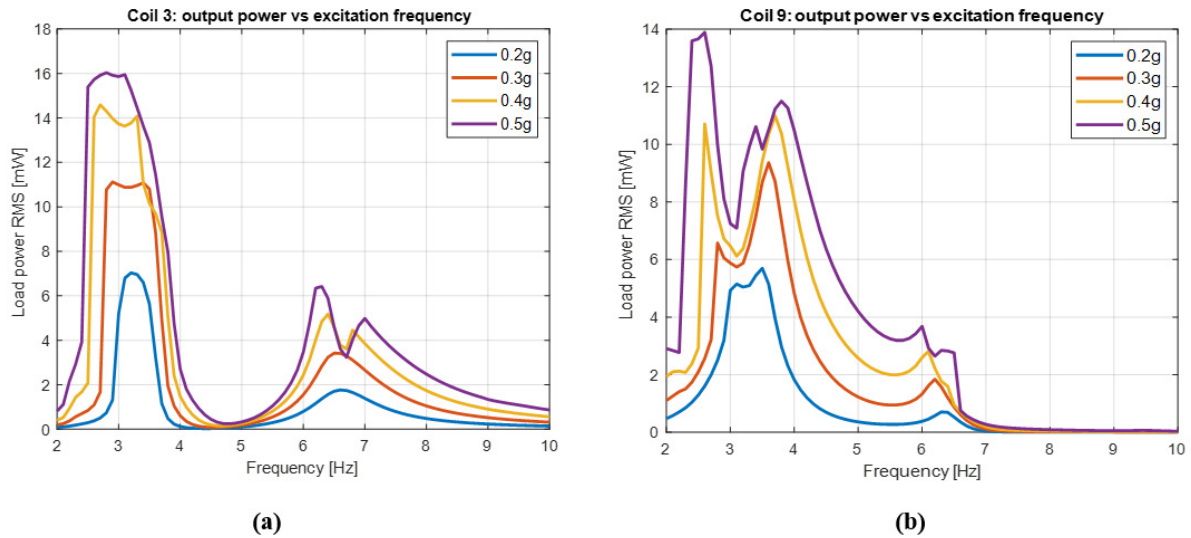 Coil 3: output power vs excitation frequency
18
16
14
12
10
8
6
4
2
0
Load power RMS [mW]
2 3 4 5 6 7 8 9 10
Frequency [Hz]
0.2g
0.3g
0.4g
0.5g
(a)
Coil 9: output power vs excitation frequency
14
12
10
8
6
4
2
0
Load power RMS [mW]
2 3 4 5 6 7 8 9 10
Frequency [Hz]
0.2g
0.3g
0.4g
0.5g
(b)